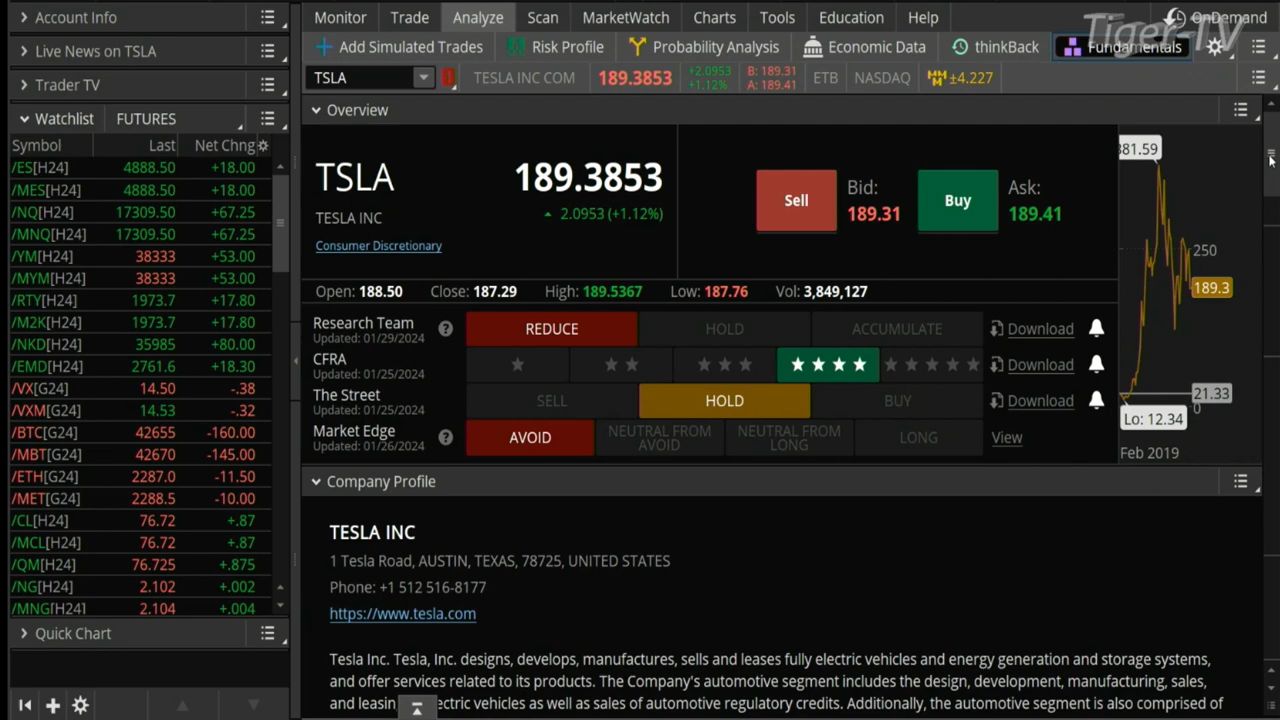 Account Info
Live News on TSLA
Trader TV
Watchlist FUTURES
Symbol Last Net Chng
/ES[H24] 4888.50 +18.00
/MES[H24] 4888.50 +18.00
/NQ[H24] 17309.50 +67.25
/MNQ[H24] 17309.50 +67.25
/YM[H24] 38333 +53.00
/MYM[H24] 38333 +53.00
/RTY[H24] 1973.7 +17.80
/M2K[H24] 1973.7 +17.80
/NKD[H24] 35985 +80.00
/EMD[H24] 2761.6 +18.30
/VX[G24] 14.50 -.38
/VXM[G24] 14.53 -.32
/BTC[G24] 42655 -160.00
/MBT[G24] 42670 -145.00
/ETH[G24] 2287.0 -11.50
/MET[G24] 2288.5 -10.00
/CL[H24] 76.72 +.87
/MCL[H24] 76.72 +.87
/QM[H24] 76.725 +.875
/NG[H24] 2.102 +.002
/MNG[H24] 2.104 +.004
Quick Chart
Monitor Trade Analyze Scan MarketWatch Charts Tools Education Help OnDemand
Tiger-TV
Add Simulated Trades Risk Profile Probability Analysis Economic Data thinkBack Fundamentals
TSLA TESLA INC COM 189.3853 +2.0953 +1.12% B: 189.31 A: 189.41 ETB NASDAQ ±4.227
Overview
TSLA 189.3853
TESLA INC 2.0953 (+1.12%)
Consumer Discretionary
Sell Bid: 189.31 Buy Ask: 189.41
Open: 188.50 Close: 187.29 High: 189.5367 Low: 187.76 Vol: 3,849,127
Research Team REDUCE HOLD ACCUMULATE Download
Updated: 01/29/2024
CFRA Download
Updated: 01/25/2024
The Street SELL HOLD BUY Download
Updated: 01/25/2024
Market Edge AVOID NEUTRAL FROM AVOID NEUTRAL FROM LONG LONG View
Updated: 01/26/2024
381.59
250
189.3
21.33
0
Lo: 12.34
Feb 2019
Company Profile
TESLA INC
1 Tesla Road, AUSTIN, TEXAS, 78725, UNITED STATES
Phone: +1 512 516-8177
https://www.tesla.com
Tesla Inc. Tesla, Inc. designs, develops, manufactures, sells and leases fully electric vehicles and energy generation and storage systems,
and offer services related to its products. The Company's automotive segment includes the design, development, manufacturing, sales,
and leasin ectric vehicles as well as sales of automotive regulatory credits. Additionally, the automotive segment is also comprised of